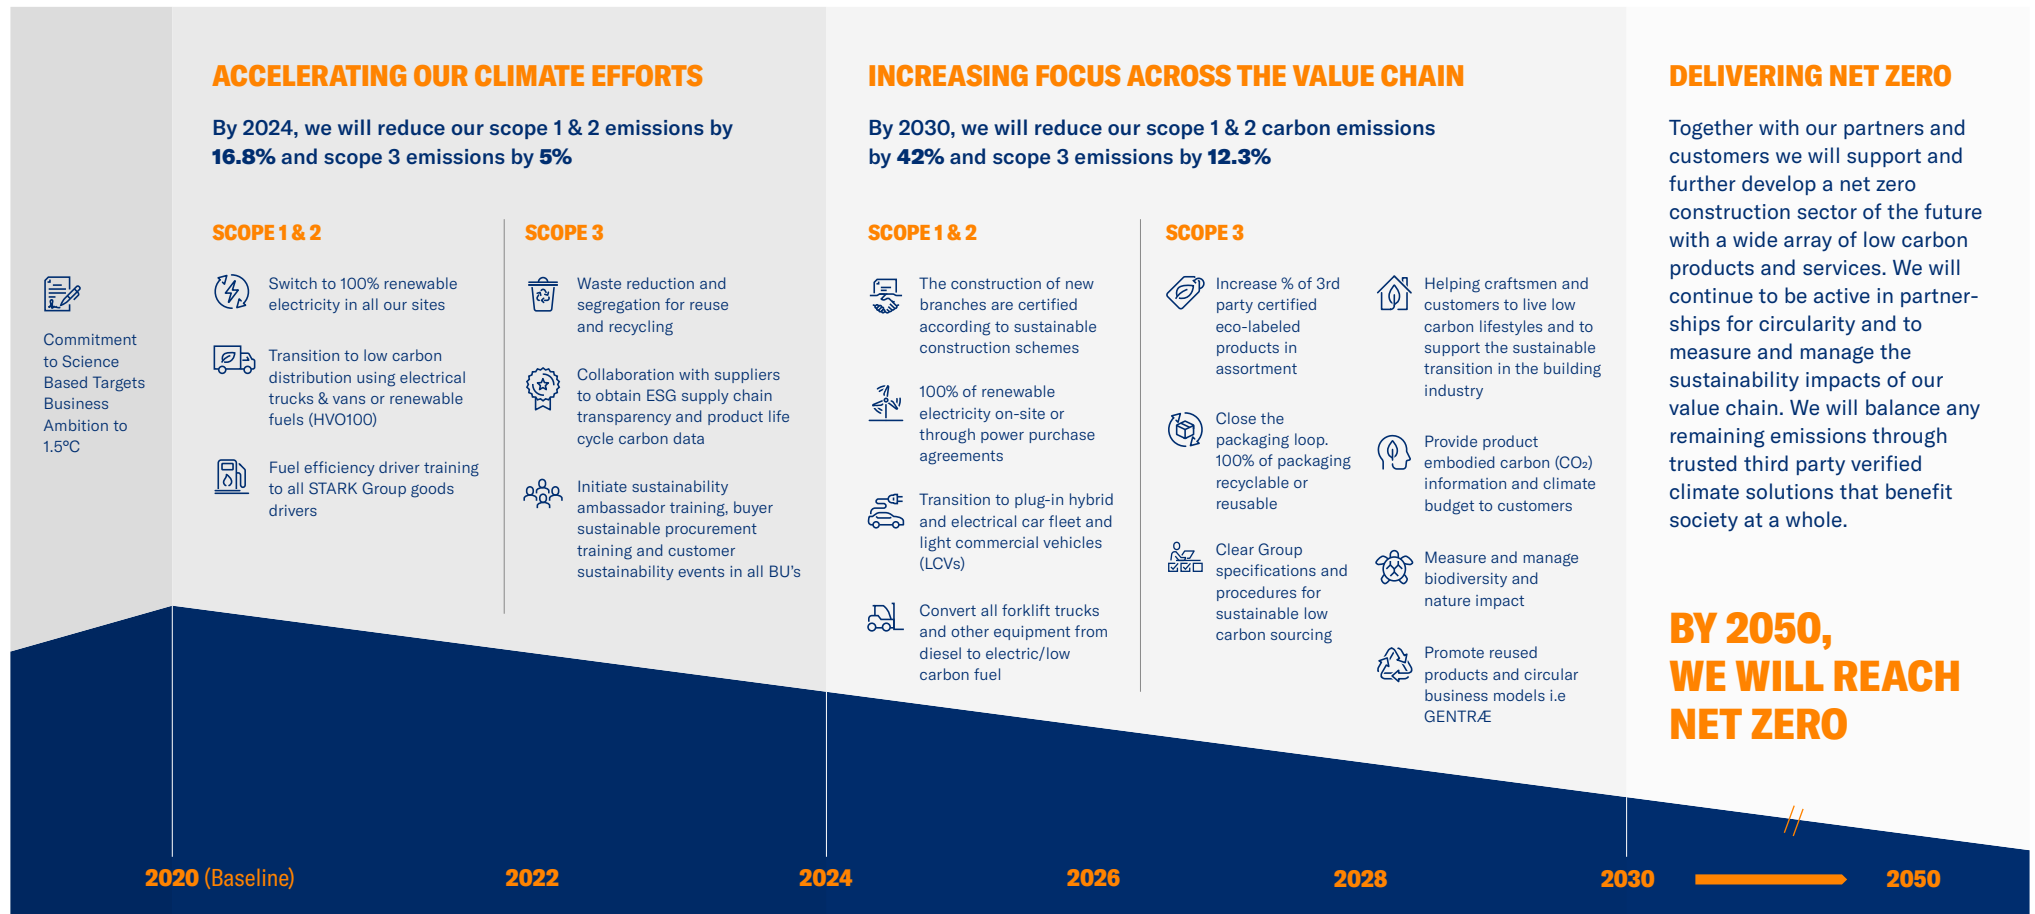 Commitment
to Science
Based Targets
Business
Ambition to
1.5°C
ACCELERATING OUR CLIMATE EFFORTS
By 2024, we will reduce our scope 1 & 2 emissions by
16.8% and scope 3 emissions by 5%
SCOPE 1 & 2
Switch to 100% renewable
electricity in all our sites
Transition to low carbon
distribution using electrical
trucks & vans or renewable
fuels (HVO100)
Fuel efficiency driver training
to all STARK Group goods
drivers
SCOPE 3
Waste reduction and
segregation for reuse
and recycling
Collaboration with suppliers
to obtain ESG supply chain
transparency and product life
cycle carbon data
Initiate sustainability
ambassador training, buyer
sustainable procurement
training and customer
sustainability events in all BU's
INCREASING FOCUS ACROSS THE VALUE CHAIN
By 2030, we will reduce our scope 1 & 2 carbon emissions
by 42% and scope 3 emissions by 12.3%
SCOPE 1 & 2
The construction of new
branches are certified
according to sustainable
construction schemes
100% of renewable
electricity on-site or
through power purchase
agreements
Transition to plug-in hybrid
and electrical car fleet and
light commercial vehicles
(LCVs)
Convert all forklift trucks
and other equipment from
diesel to electric/low
carbon fuel
SCOPE 3
Increase % of 3rd
party certified
eco-labeled
products in
assortment
Close the
packaging loop.
100% of packaging
recyclable or
reusable
Clear Group
specifications and
procedures for
sustainable low
carbon sourcing
Helping craftsmen and
customers to live low
carbon lifestyles and to
support the sustainable
transition in the building
industry
Provide product
embodied carbon (CO₂)
information and climate
budget to customers
Measure and manage
biodiversity and
nature impact
Promote reused
products and circular
business models i.e
GENTRÆ
DELIVERING NET ZERO
Together with our partners and
customers we will support and
further develop a net zero
construction sector of the future
with a wide array of low carbon
products and services. We will
continue to be active in partner-
ships for circularity and to
measure and manage the
sustainability impacts of our
value chain. We will balance any
remaining emissions through
trusted third party verified
climate solutions that benefit
society at a whole.
BY 2050,
WE WILL REACH
NET ZERO
2020 (Baseline)
2022
2024
2026
2028
2030
2050